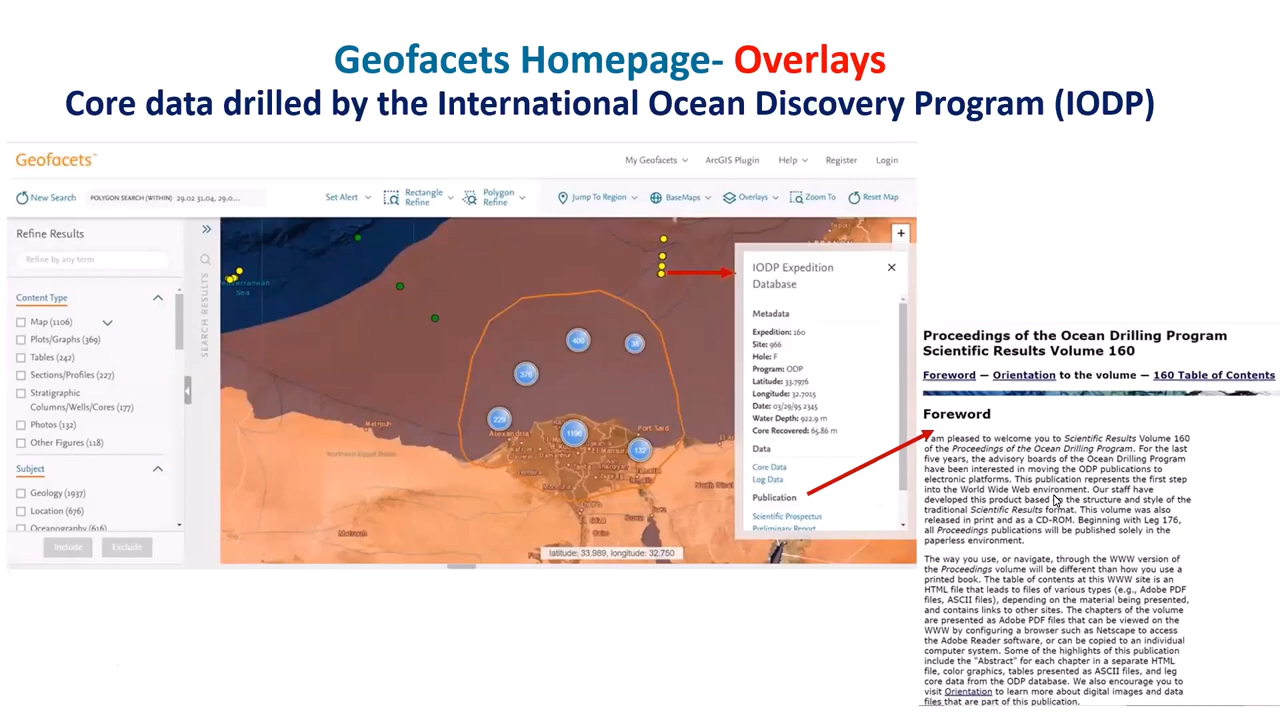 Geofacets Homepage- Overlays
Core data drilled by the International Ocean Discovery Program (IODP)
Geofacets™
My Geofacets
ArcGIS Plugin
Help
Register
Login
New Search
POLYGON SEARCH (WITHIN) 29.02 31.04, 29.0...
Set Alert
Rectangle
Refine
Polygon
Refine
Jump To Region
BaseMaps
Overlays
Zoom To
Reset Map
Refine Results
Refine by any term
Content Type
Map (1106)
Plots/Graphs (369)
Tables (242)
Sections/Profiles (227)
Stratigraphic
Columns/Wells/Cores (177)
Photos (132)
Other Figures (118)
Subject
Geology (1937)
Location (676)
Oceanography (616)
Include
Exclude
SEARCH RESULTS
Sea
400
38
378
229
1196
132
Alexandria
Port Said
Matrouh
Damanhur
GIZA
Cairo
Suez
Matrouh
+
IODP Expedition
Database
Metadata
Expedition: 160
Site: 966
Hole: F
Program: ODP
Latitude: 33.7976
Longitude: 32.7015
Date: 03/29/95 2345
Water Depth: 922.9 m
Core Recovered: 65.86 m
Data
Core Data
Log Data
Publication
Scientific Prospectus
Preliminary Report
latitude: 33.989, longitude: 32.750
Proceedings of the Ocean Drilling Program
Scientific Results Volume 160
Foreword — Orientation to the volume — 160 Table of Contents
Foreword
I am pleased to welcome you to Scientific Results Volume 160
of the Proceedings of the Ocean Drilling Program. For the last
five years, the advisory boards of the Ocean Drilling Program
have been interested in moving the ODP publications to
electronic platforms. This publication represents the first step
into the World Wide Web environment. Our staff have
developed this product based on the structure and style of the
traditional Scientific Results format. This volume was also
released in print and as a CD-ROM. Beginning with Leg 176,
all Proceedings publications will be published solely in the
paperless environment.
The way you use, or navigate, through the WWW version of
the Proceedings volume will be different than how you use a
printed book. The table of contents at this WWW site is an
HTML file that leads to files of various types (e.g., Adobe PDF
files, ASCII files), depending on the material being presented,
and contains links to other sites. The chapters of the volume
are presented as Adobe PDF files that can be viewed on the
WWW by configuring a browser such as Netscape to access
the Adobe Reader software, or can be copied to an individual
computer system. Some of the highlights of this publication
include the "Abstract" for each chapter in a separate HTML
file, color graphics, tables presented as ASCII files, and leg
core data from the ODP database. We also encourage you to
visit Orientation to learn more about digital images and data
files that are part of this publication.